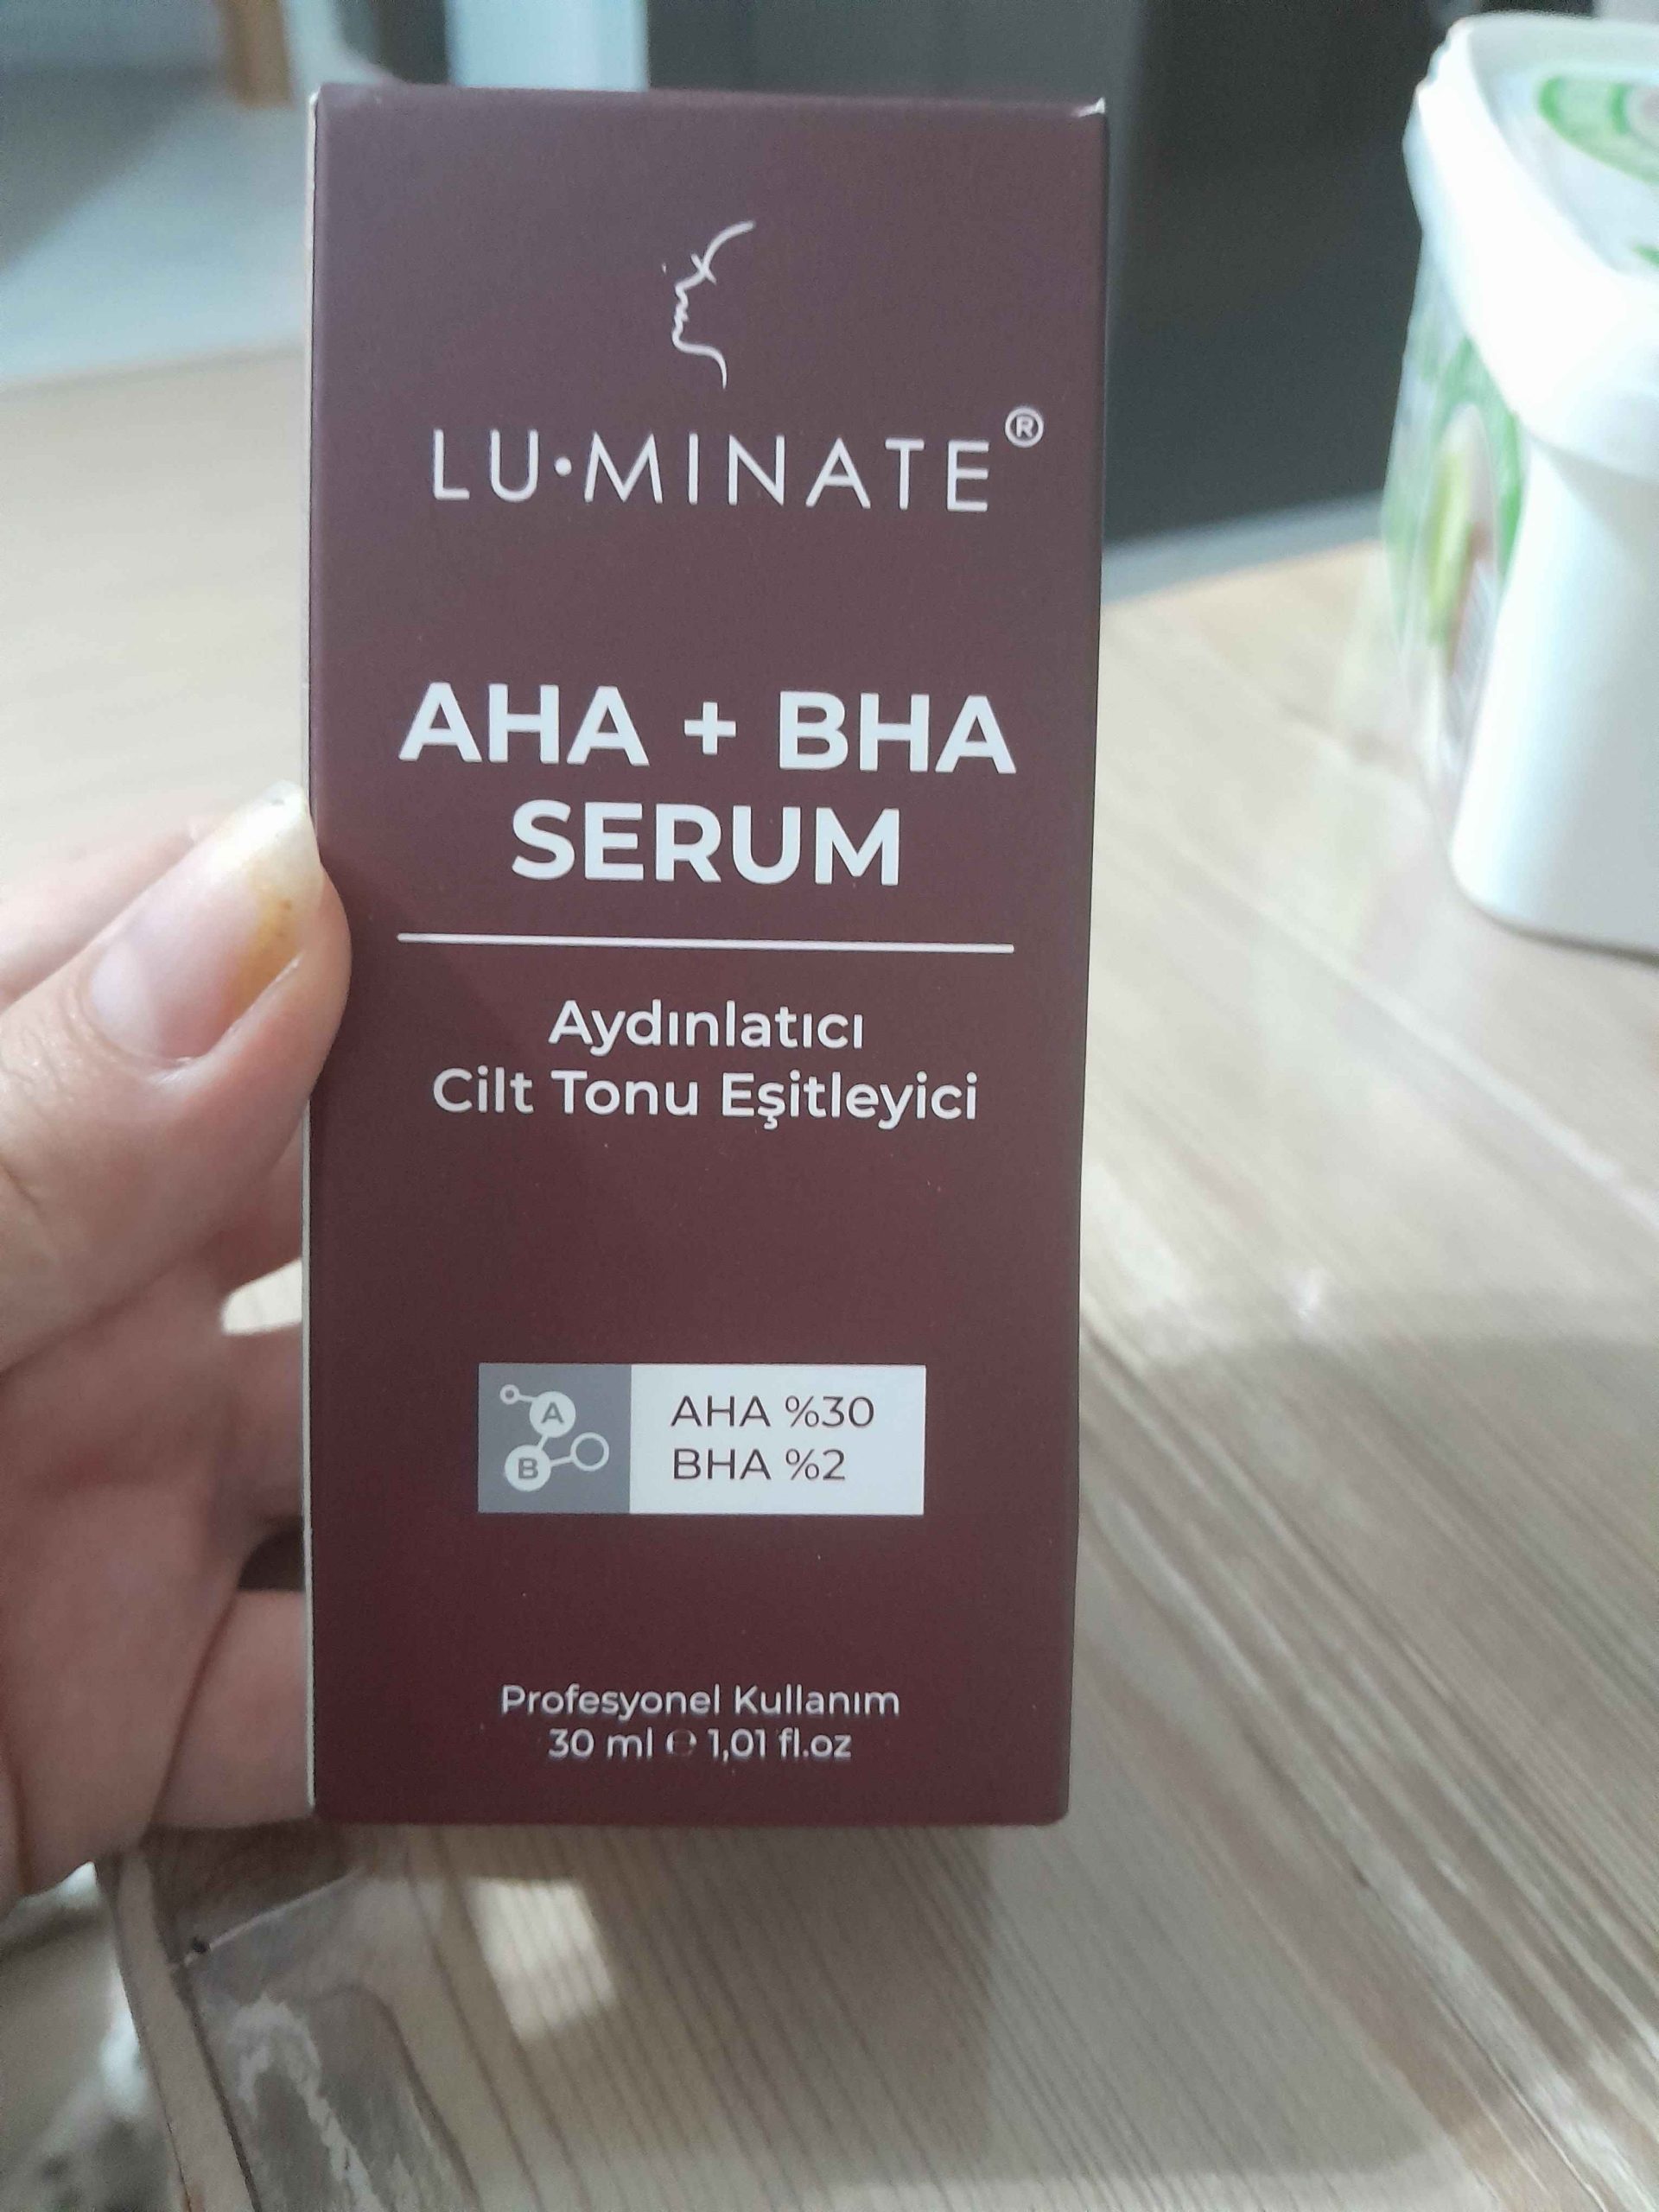 LU·MINATE®
AHA + BHA
SERUM
Aydınlatıcı
Cilt Tonu Eşitleyici
A
B
AHA %30
BHA %2
Profesyonel Kullanım
30 ml ℮ 1,01 fl.oz